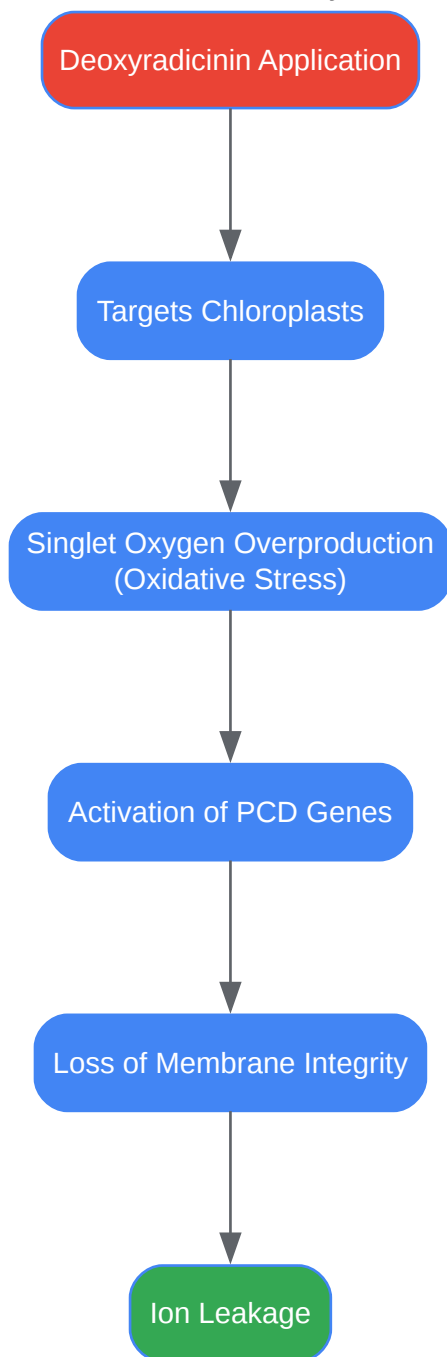 Deoxyradicinin Application
Targets Chloroplasts
Singlet Oxygen Overproduction
(Oxidative Stress)
Activation of PCD Genes
Loss of Membrane Integrity
Ion Leakage